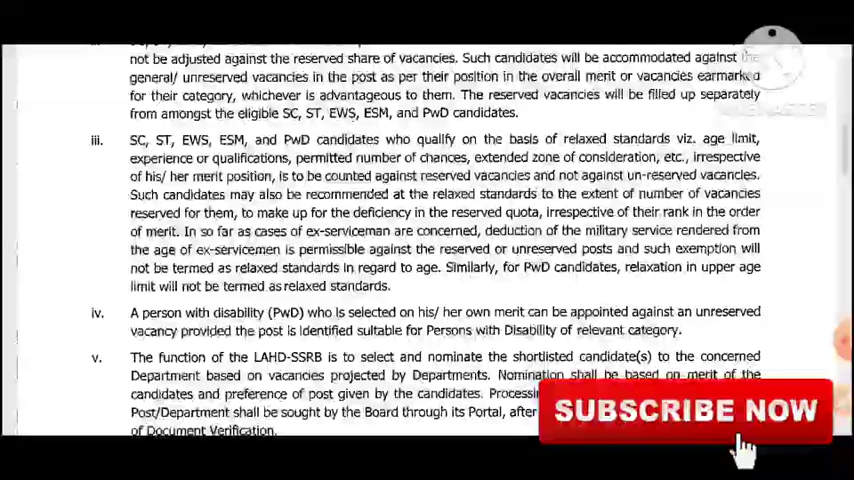 not be adjusted against the reserved share of vacancies. Such candidates will be accommodated against the
general/ unreserved vacancies in the post as per their position in the overall merit or vacancies earmarked
for their category, whichever is advantageous to them. The reserved vacancies will be filled up separately
from amongst the eligible SC, ST, EWS, ESM, and PwD candidates.
iii. SC, ST, EWS, ESM, and PwD candidates who qualify on the basis of relaxed standards viz. age limit,
experience or qualifications, permitted number of chances, extended zone of consideration, etc., irrespective
of his/ her merit position, is to be counted against reserved vacancies and not against un-reserved vacancies.
Such candidates may also be recommended at the relaxed standards to the extent of number of vacancies
reserved for them, to make up for the deficiency in the reserved quota, irrespective of their rank in the order
of merit. In so far as cases of ex-serviceman are concerned, deduction of the military service rendered from
the age of ex-servicemen is permissible against the reserved or unreserved posts and such exemption will
not be termed as relaxed standards in regard to age. Similarly, for PwD candidates, relaxation in upper age
limit will not be termed as relaxed standards.
iv. A person with disability (PwD) who is selected on his/ her own merit can be appointed against an unreserved
vacancy provided the post is identified suitable for Persons with Disability of relevant category.
v. The function of the LAHD-SSRB is to select and nominate the shortlisted candidate(s) to the concerned
Department based on vacancies projected by Departments. Nomination shall be based on merit of the
candidates and preference of post given by the candidates.
Post/Department shall be sought by the Board through its Portal, after
of Document Verification.
SUBSCRIBE NOW